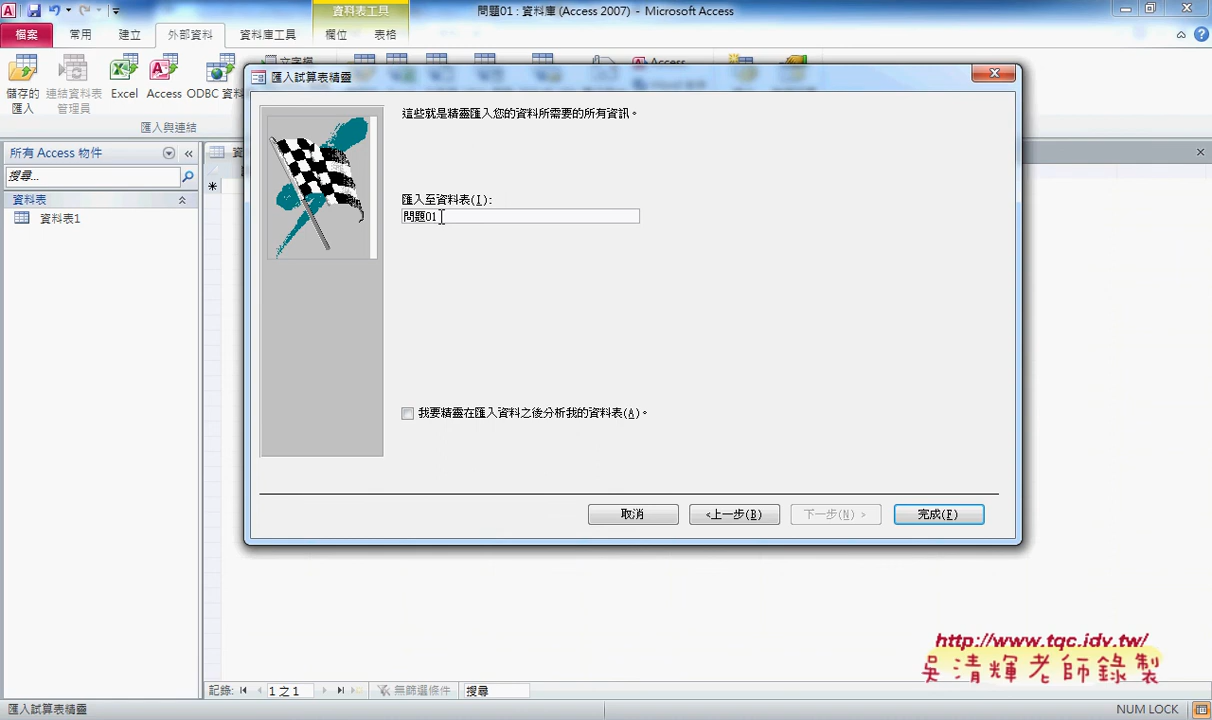 資料表工具
問題01 : 資料庫 (Access 2007) - Microsoft Access
檔案 常用 建立 外部資料 資料庫工具 欄位 表格
儲存的匯入
連結資料表管理員
Excel
Access
ODBC 資料
文字檔
Access
匯入與連結
匯入試算表精靈
所有 Access 物件
搜尋...
資料表
資料表1
這些就是精靈匯入您的資料所需要的所有資訊。
匯入至資料表(I):
問題01
我要精靈在匯入資料之後分析我的資料表(A)。
取消
<上一步(B)
下一步(N) >
完成(F)
http://www.tqc.idv.tw/
吳清輝老師錄製
記錄: 1 之 1 無篩選條件 搜尋
匯入試算表精靈
NUM LOCK